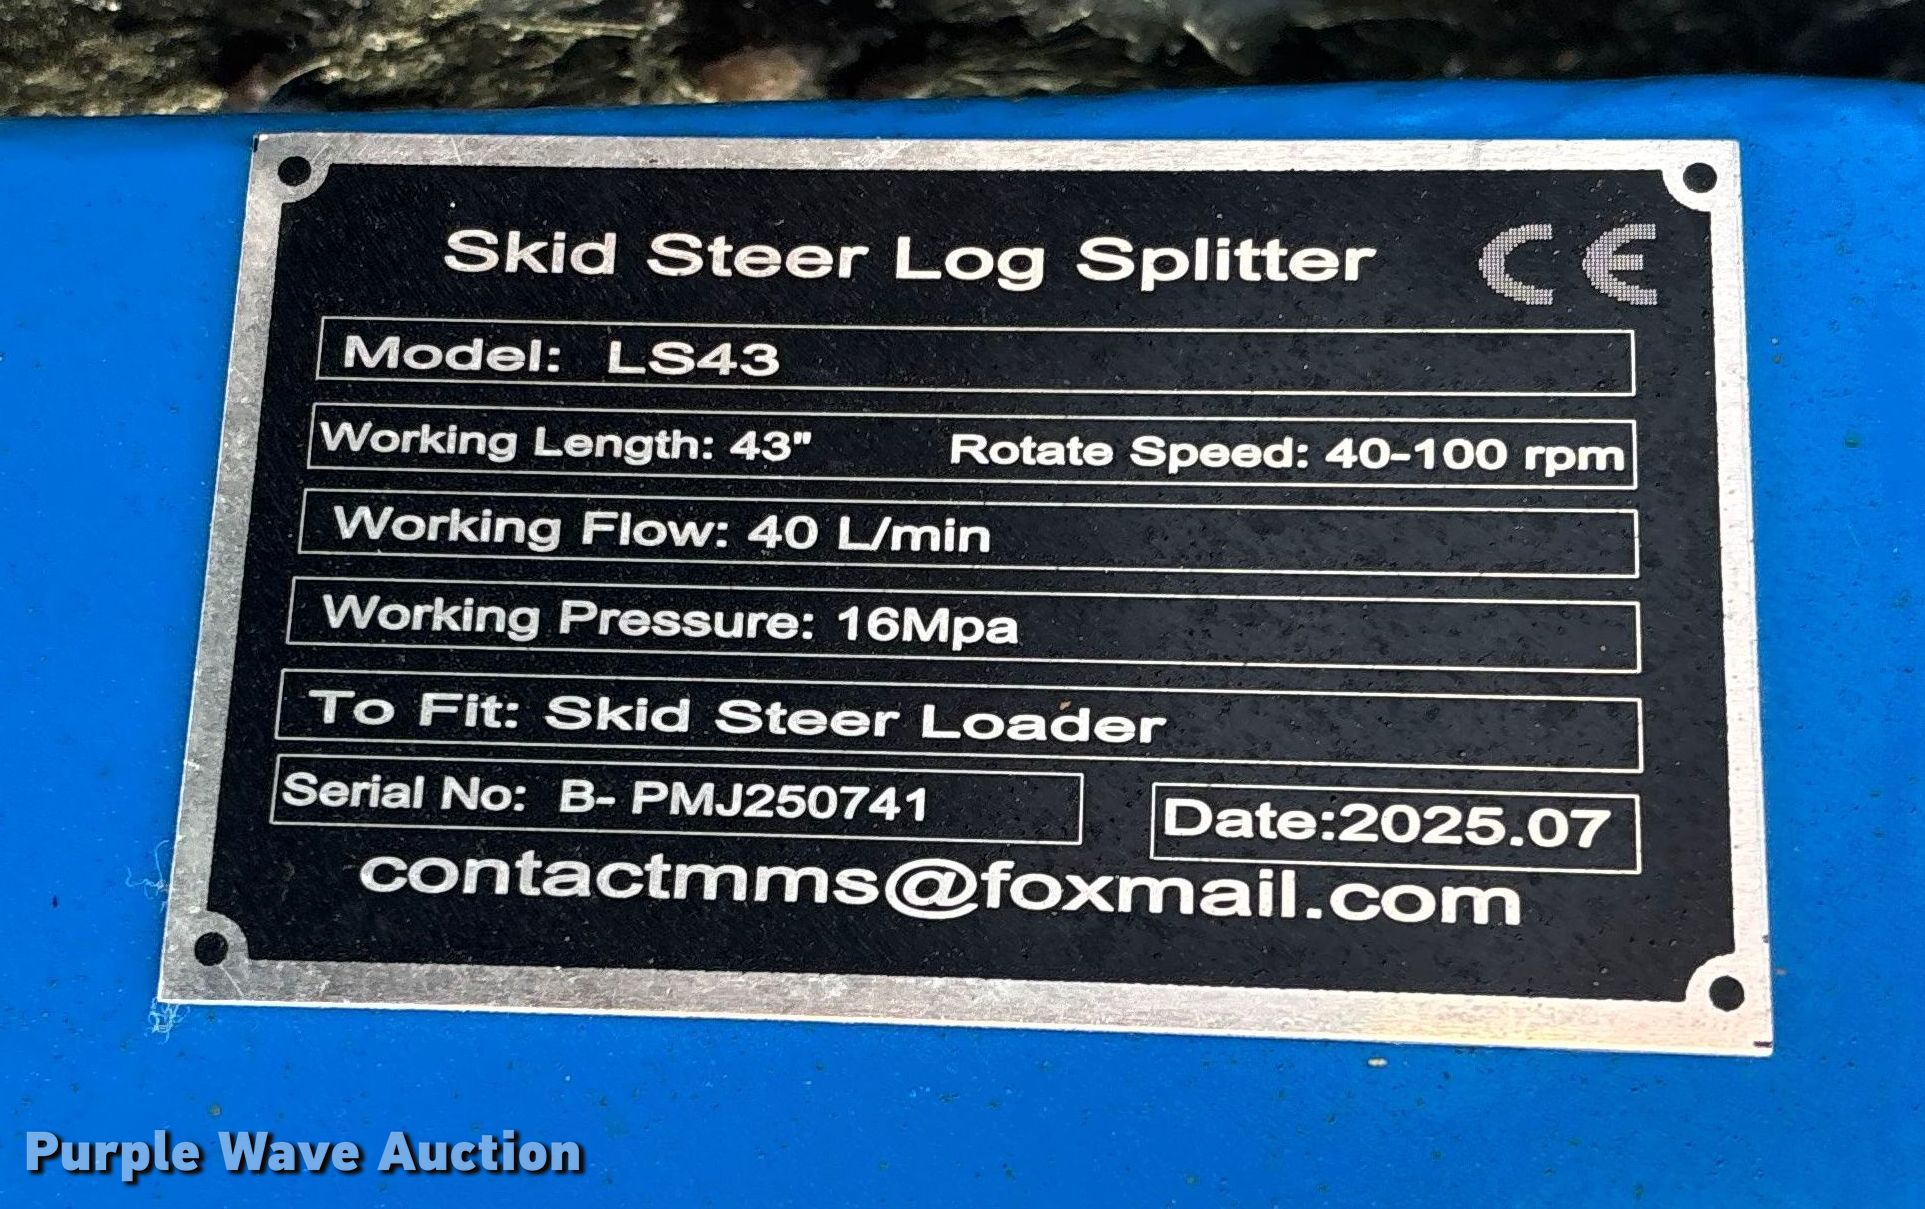 Skid Steer Log Splitter CE
Model: LS43
Working Length: 43" Rotate Speed: 40-100 rpm
Working Flow: 40 L/min
Working Pressure: 16Mpa
To Fit: Skid Steer Loader
Serial No: B- PMJ250741 Date:2025.07
contactmms@foxmail.com
Purple Wave Auction